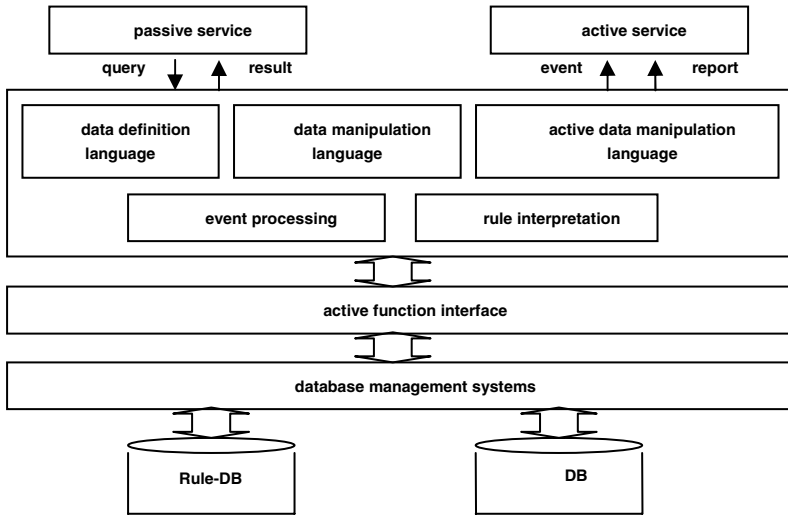 passive service
active service
query
result
event
report
data definition
language
data manipulation
language
active data manipulation
language
event processing
rule interpretation
active function interface
database management systems
Rule-DB
DB